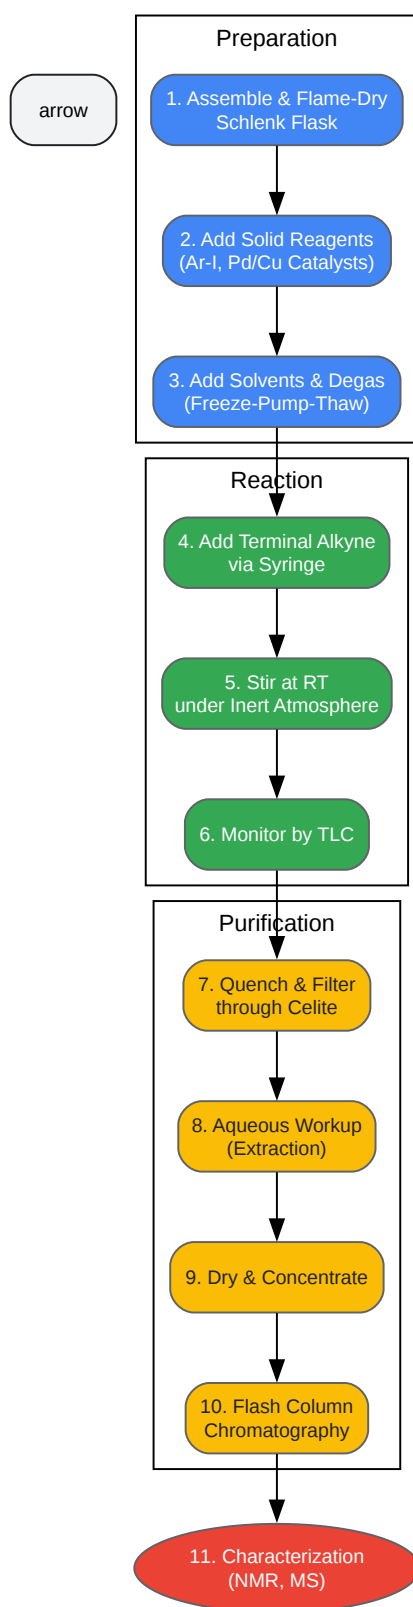 Preparation
arrow
1. Assemble & Flame-Dry
Schlenk Flask
2. Add Solid Reagents
(Ar-I, Pd/Cu Catalysts)
3. Add Solvents & Degas
(Freeze-Pump-Thaw)
Reaction
4. Add Terminal Alkyne
via Syringe
5. Stir at RT
under Inert Atmosphere
6. Monitor by TLC
Purification
7. Quench & Filter
through Celite
8. Aqueous Workup
(Extraction)
9. Dry & Concentrate
10. Flash Column
Chromatography
11. Characterization
(NMR, MS)